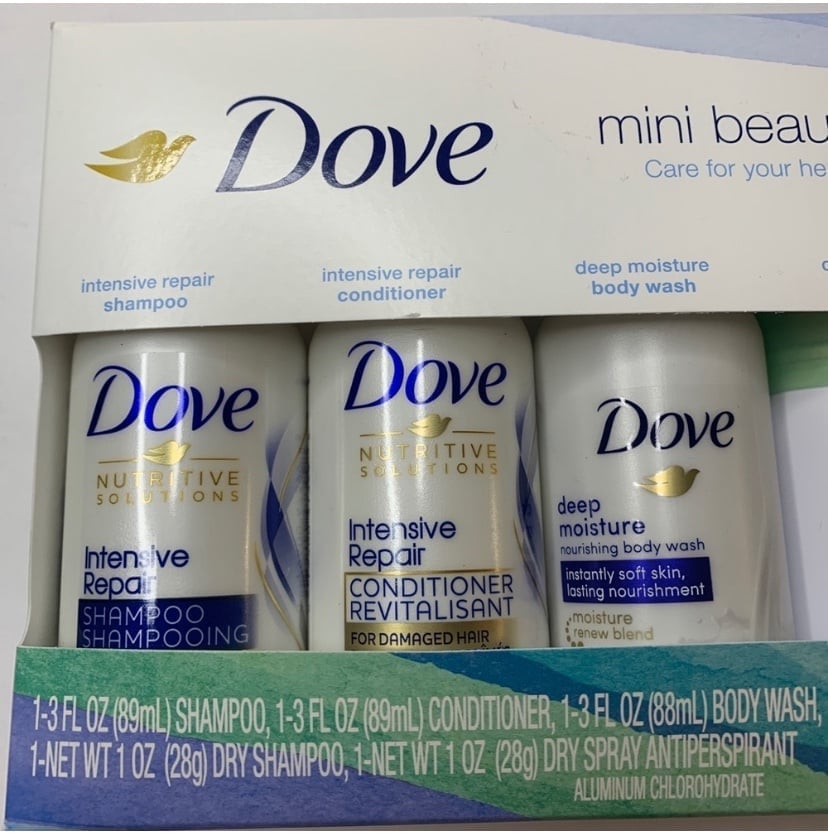 Dove
mini beau
Care for your he
intensive repair
shampoo
intensive repair
conditioner
deep moisture
body wash
Dove
NUTRITIVE
SOLUTIONS
Intensive
Repair
SHAMPOO
SHAMPOOING
Dove
NUTRITIVE
SOLUTIONS
Intensive
Repair
CONDITIONER
REVITALISANT
FOR DAMAGED HAIR
Dove
deep
moisture
nourishing body wash
instantly soft skin,
lasting nourishment
moisture
renew blend
1-3 FL OZ (89mL) SHAMPOO, 1-3 FL OZ (89mL) CONDITIONER, 1-3 FL OZ (88mL) BODY WASH,
1-NET WT 1 OZ (28g) DRY SHAMPOO, 1-NET WT 1 OZ (28g) DRY SPRAY ANTIPERSPIRANT
ALUMINUM CHLOROHYDRATE